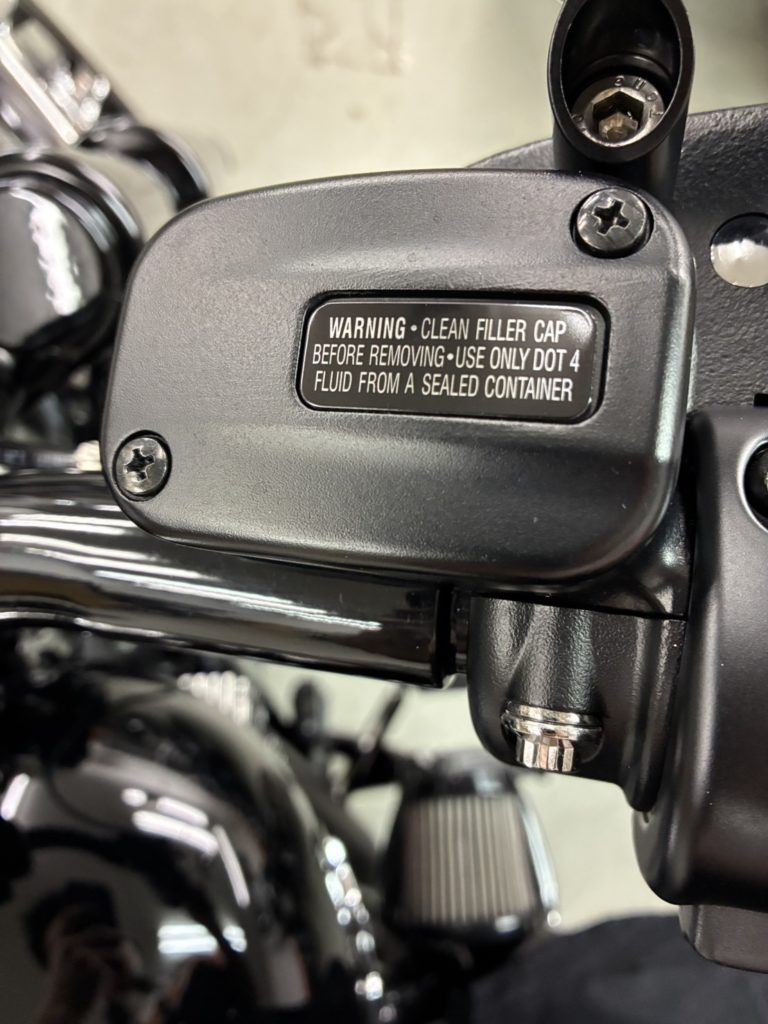 WARNING • CLEAN FILLER CAP
BEFORE REMOVING • USE ONLY DOT 4
FLUID FROM A SEALED CONTAINER